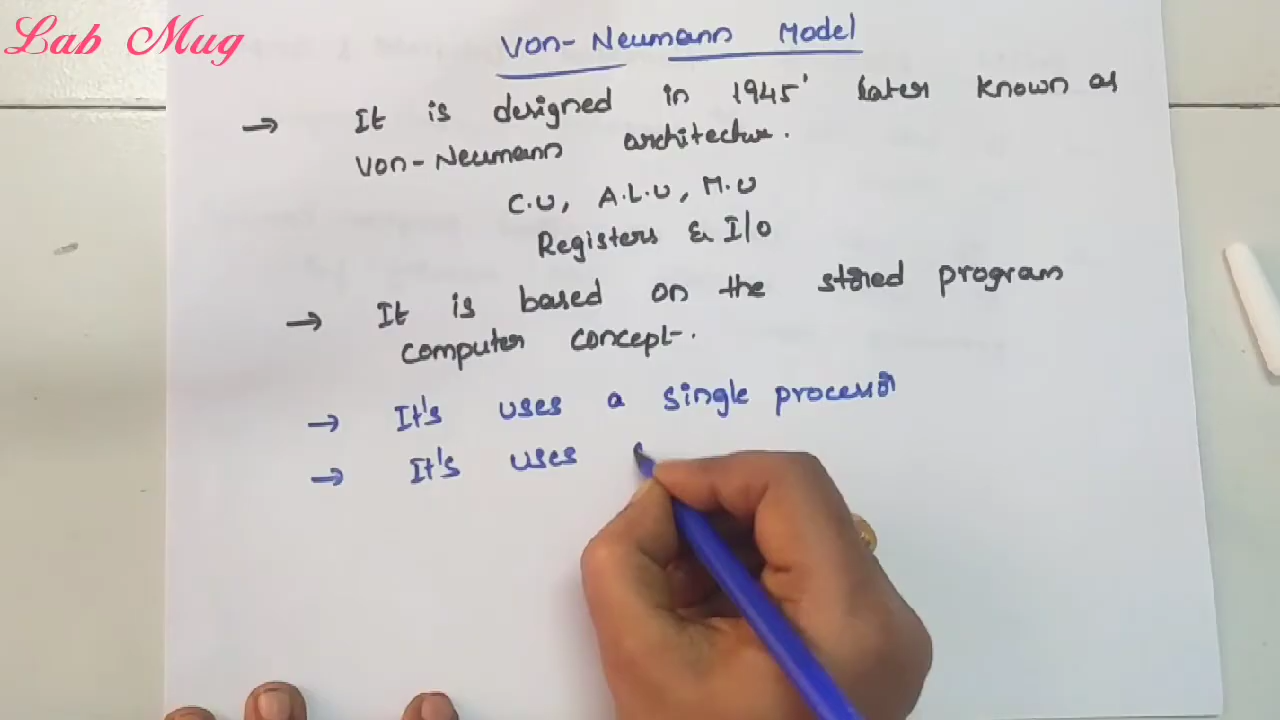 Lab Mug
Von-Neumann Model
→ It is designed in 1945' later known as
Von-Neumann architecture.
C.U, A.L.U, M.U
Registers & I/O
→ It is based on the stored program
computer concept.
→ It's uses a single processor
→ It's uses